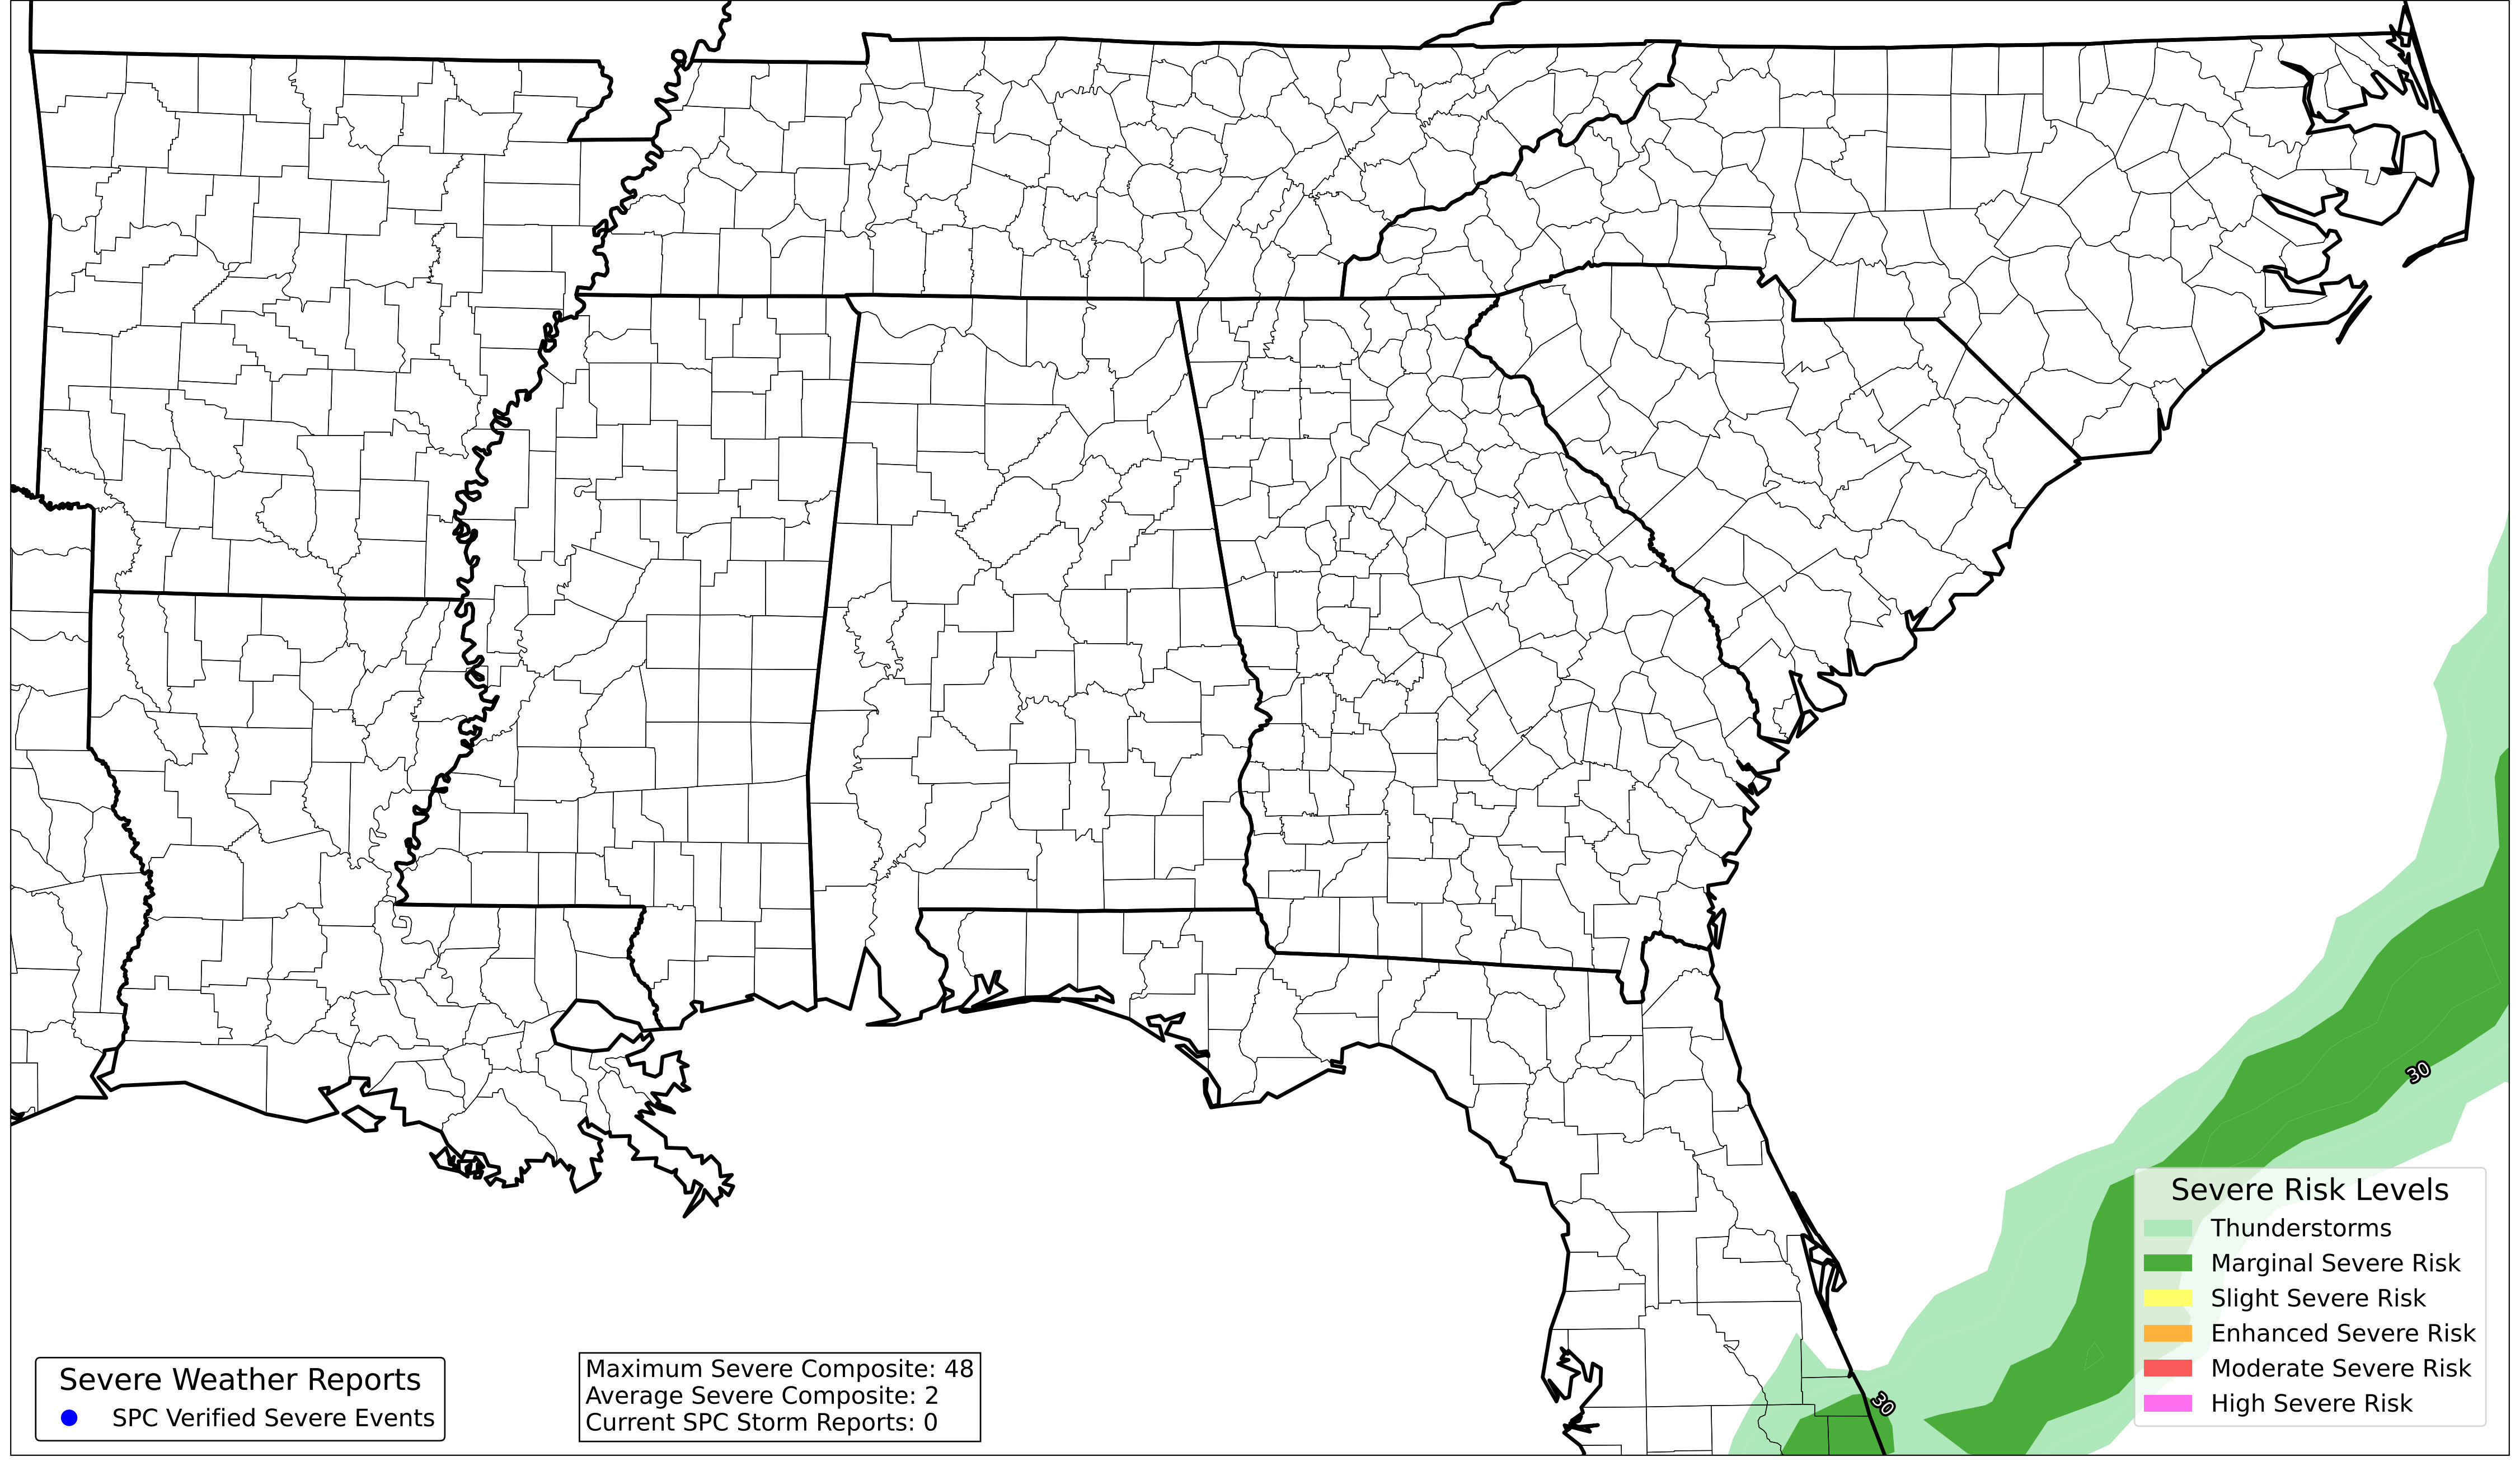 30
Severe Risk Levels
Thunderstorms
Marginal Severe Risk
Slight Severe Risk
Enhanced Severe Risk
Moderate Severe Risk
High Severe Risk
30
Severe Weather Reports
SPC Verified Severe Events
Maximum Severe Composite: 48
Average Severe Composite: 2
Current SPC Storm Reports: 0